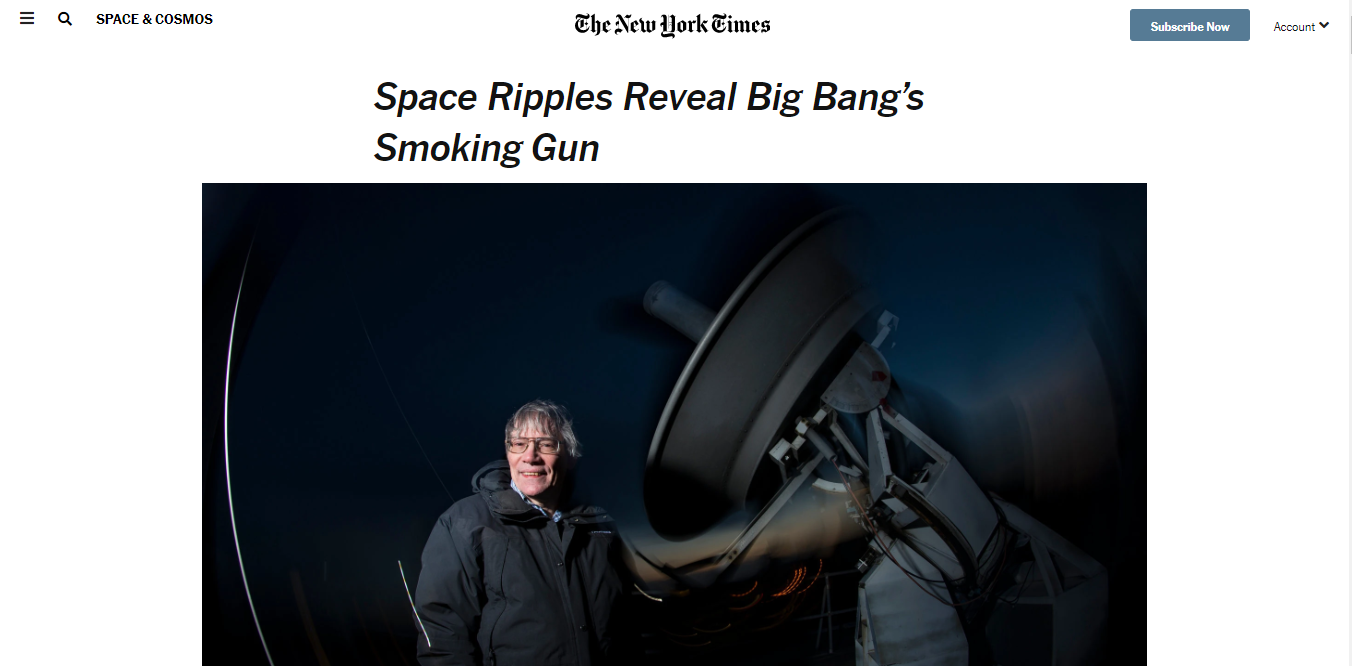 SPACE & COSMOS
The New York Times
Subscribe Now
Account
Space Ripples Reveal Big Bang’s
Smoking Gun